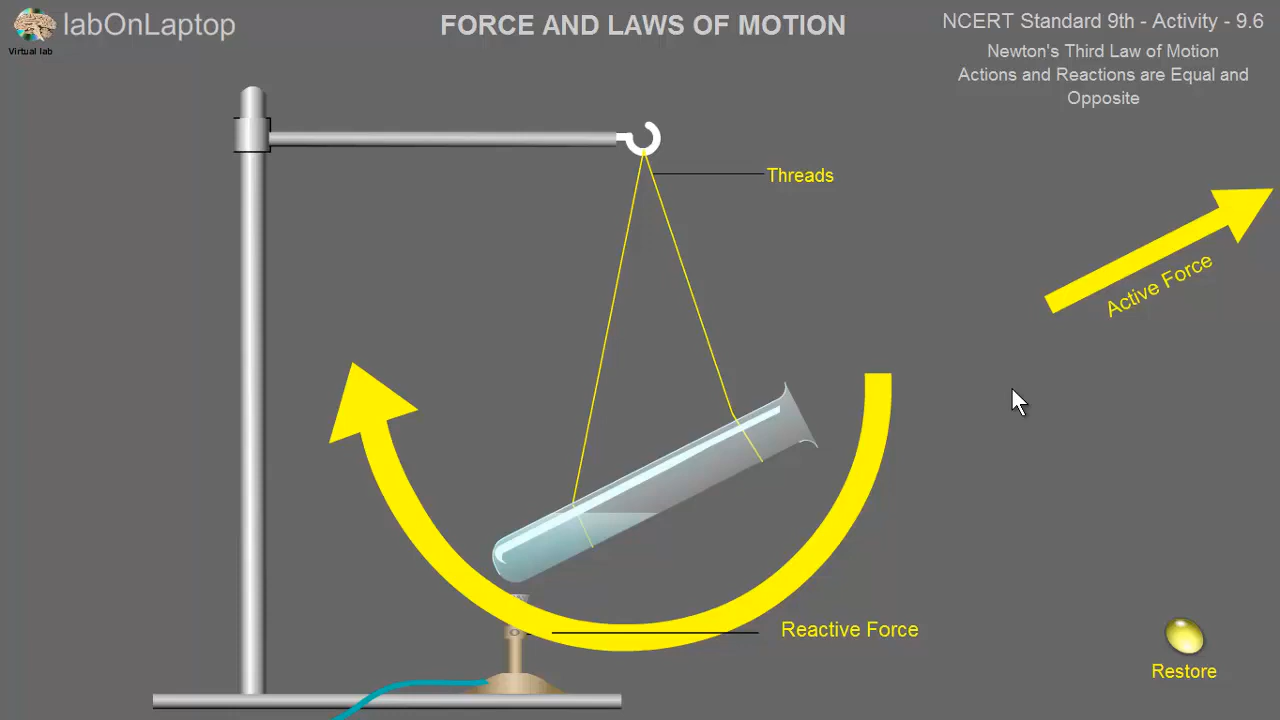 labOnLaptop
Virtual lab
FORCE AND LAWS OF MOTION
NCERT Standard 9th - Activity - 9.6
Newton's Third Law of Motion
Actions and Reactions are Equal and
Opposite
Threads
Active Force
Reactive Force
Restore